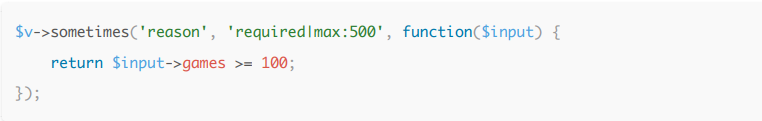 $v->sometimes('reason', 'required|max:500', function($input) {
    return $input->games >= 100;
});